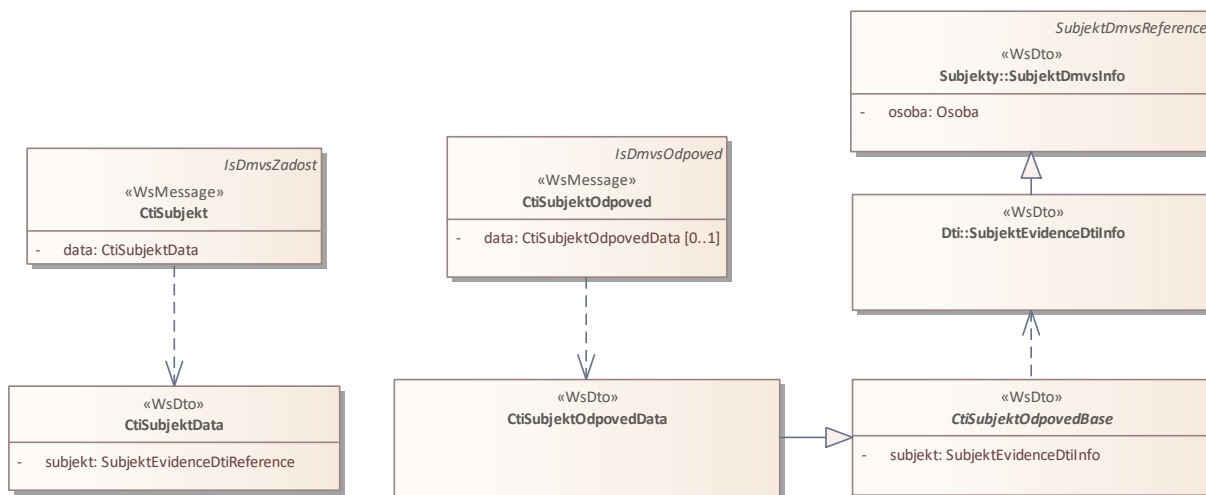 SubjektDmvsReference
«WsDto»
Subjekty::SubjektDmvsInfo
- osoba: Osoba
IsDmvsZadost
«WsMessage»
CtiSubjekt
- data: CtiSubjektData
IsDmvsOdpoved
«WsMessage»
CtiSubjektOdpoved
- data: CtiSubjektOdpovedData [0..1]
«WsDto»
Dti::SubjektEvidenceDtiInfo
«WsDto»
CtiSubjektData
- subjekt: SubjektEvidenceDtiReference
«WsDto»
CtiSubjektOdpovedData
«WsDto»
CtiSubjektOdpovedBase
- subjekt: SubjektEvidenceDtiInfo